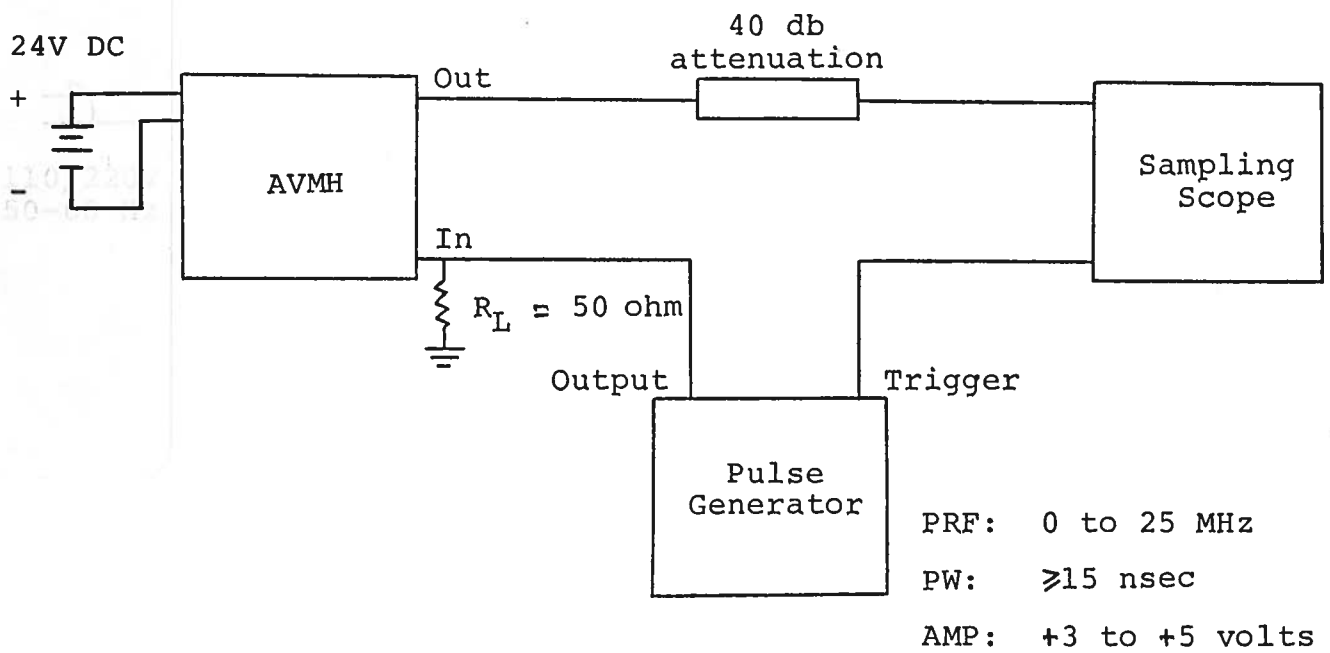 24V DC
+
-
AVMH
Out
In
40 db
attenuation
Sampling
Scope
R_L = 50 ohm
Output
Trigger
Pulse
Generator
PRF: 0 to 25 MHz
PW: ⩾15 nsec
AMP: +3 to +5 volts